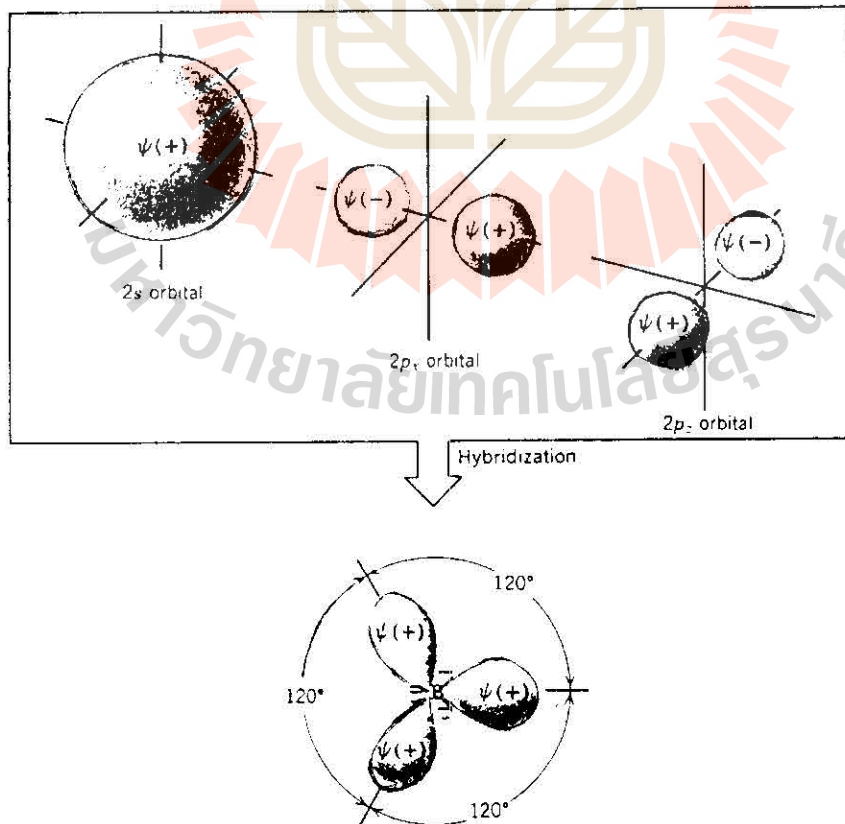 ψ(+)
2s orbital
ψ(−)
ψ(+)
2pₓ orbital
ψ(−)
ψ(+)
2p_z orbital
มหาวิทยาลัยเทคโนโลยีสุรนารี
Hybridization
120°
120°
120°
ψ(+)
B
ψ(+)
ψ(+)